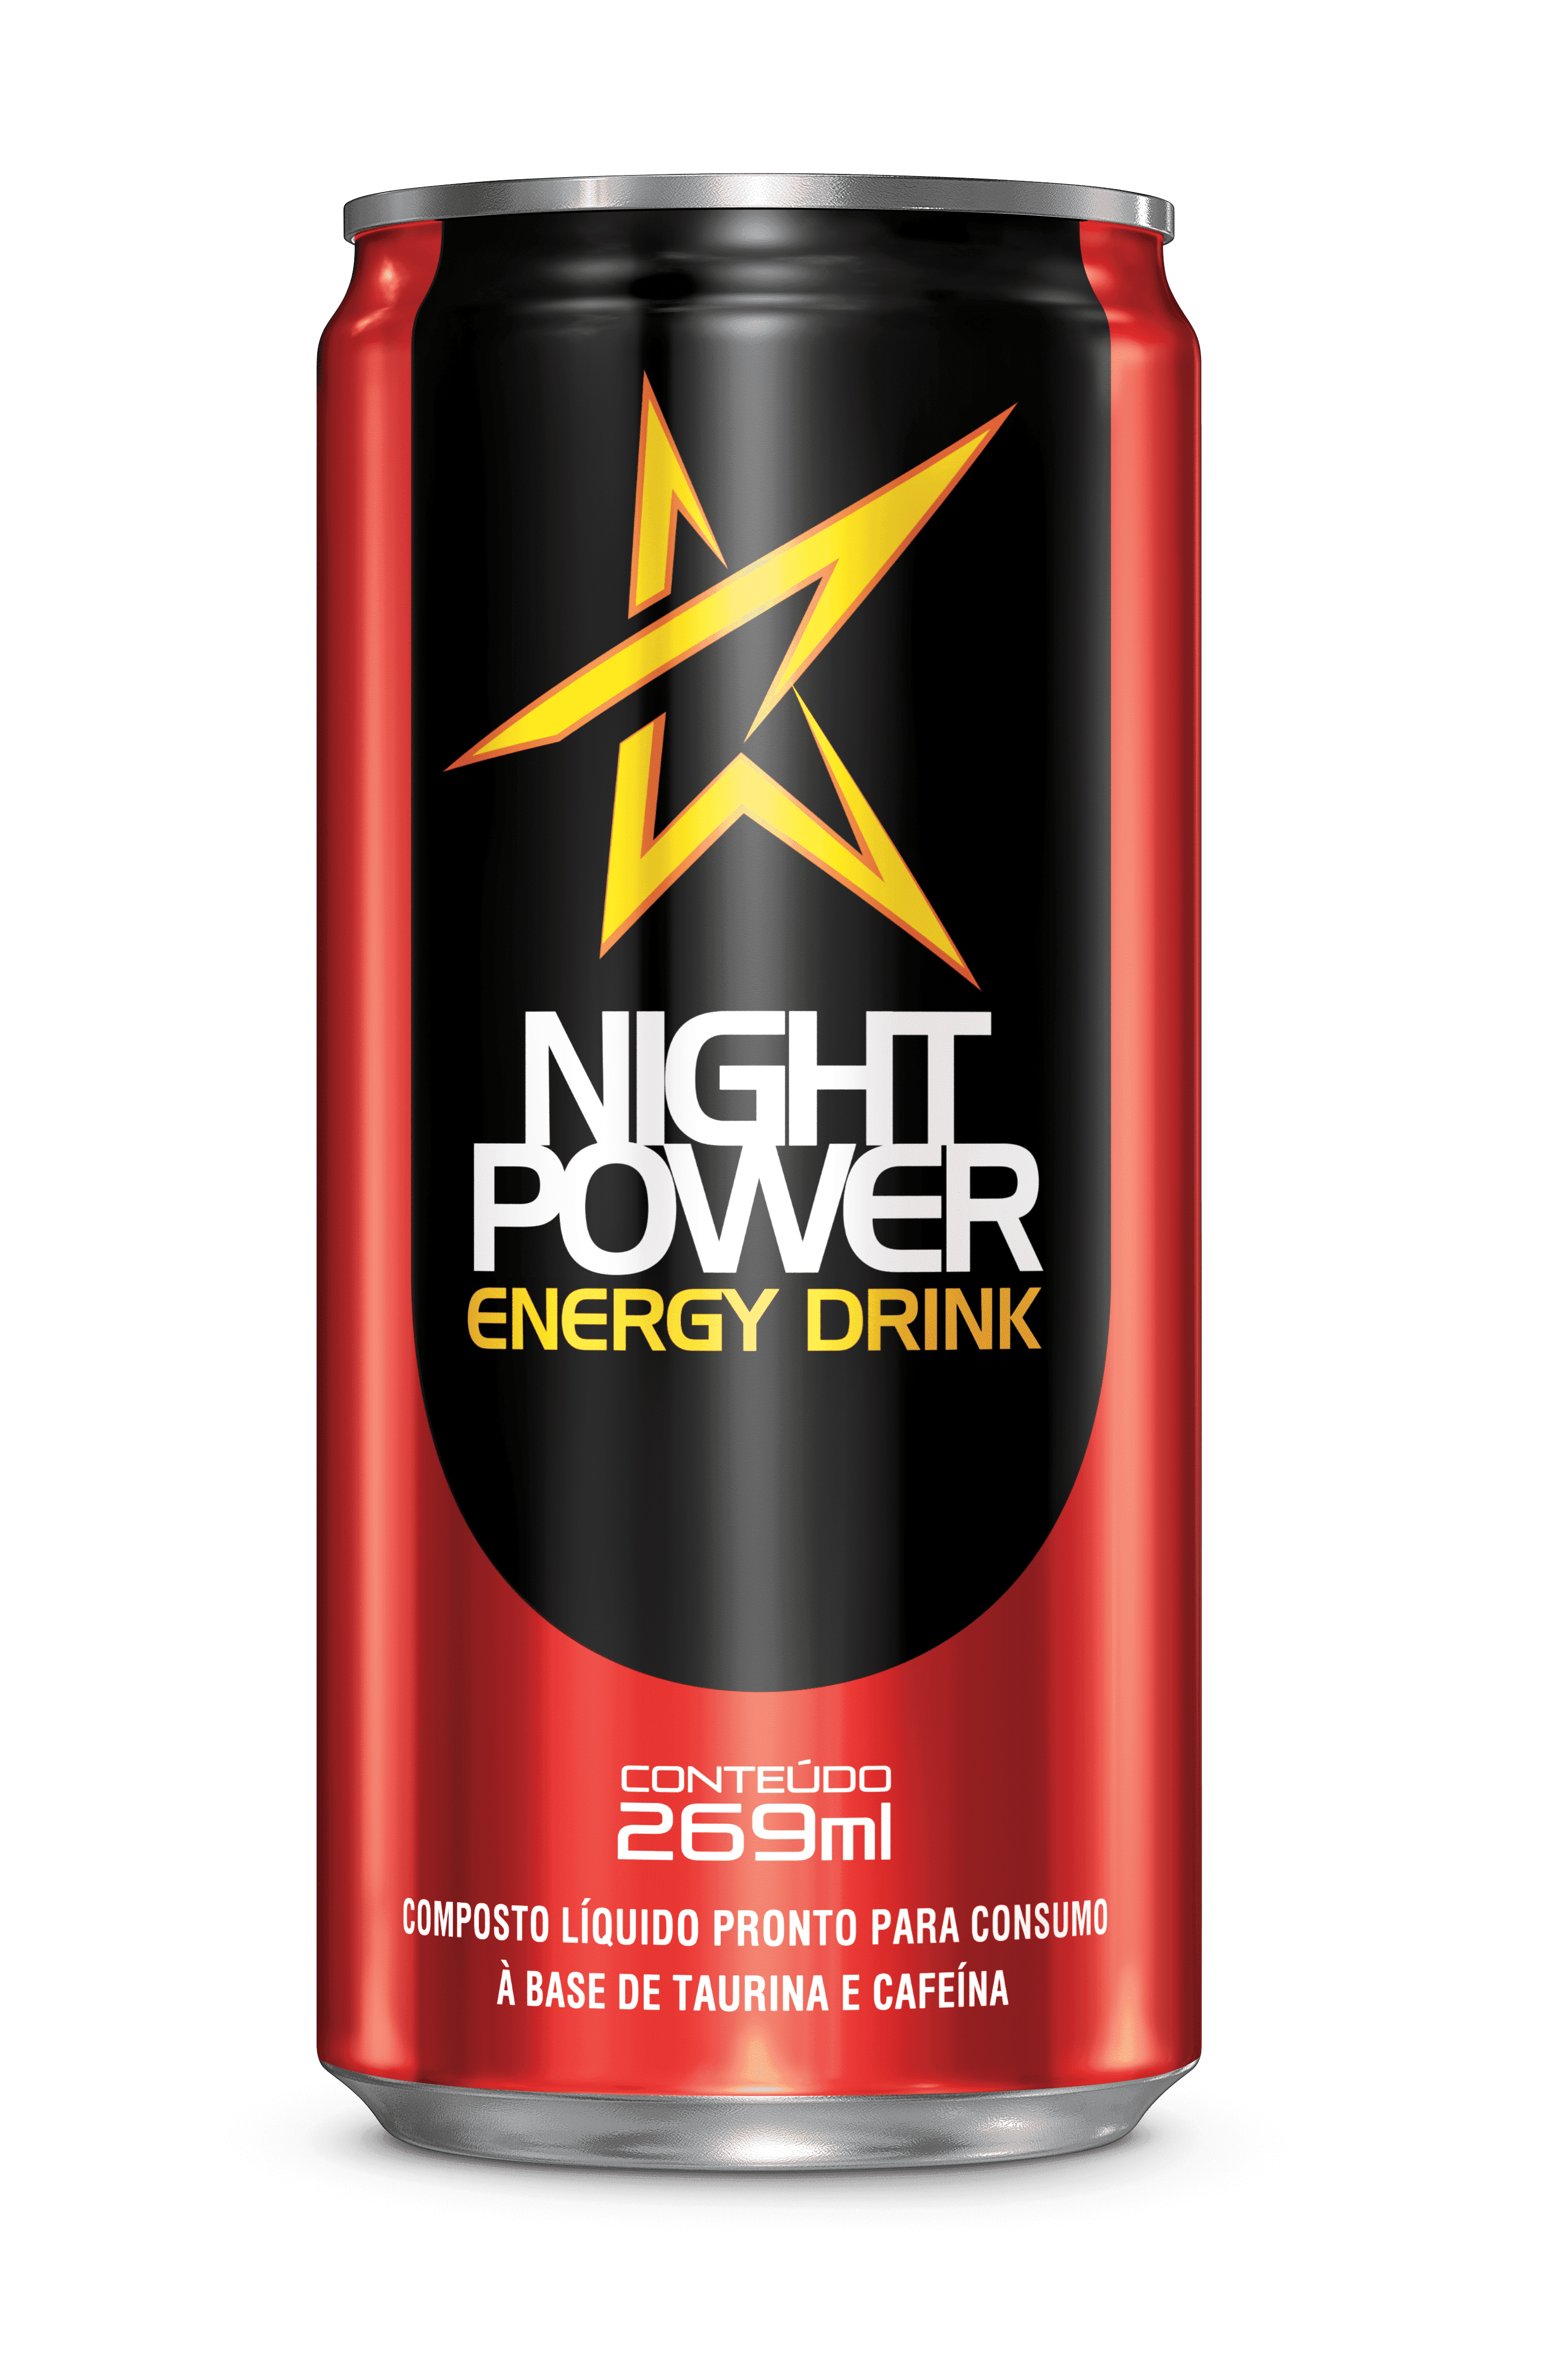 NIGHT
POWER
ENERGY DRINK
CONTEÚDO
269ml
COMPOSTO LÍQUIDO PRONTO PARA CONSUMO
À BASE DE TAURINA E CAFEÍNA